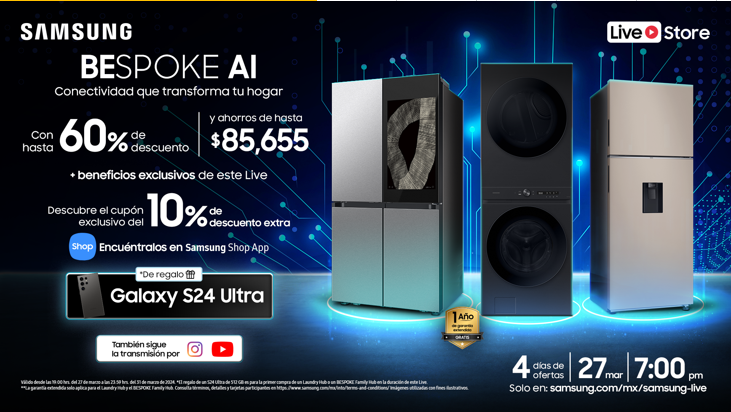 SAMSUNG
Live Store
BESPOKE AI
Conectividad que transforma tu hogar
Con hasta 60% de descuento
y ahorros de hasta
$85,655
+ beneficios exclusivos de este Live
Descubre el cupón
exclusivo del 10% de
descuento extra
Shop Encuéntralos en Samsung Shop App
*De regalo
Galaxy S24 Ultra
1 Año
de garantía
extendida
GRATIS
También sigue
la transmisión por
4 días de ofertas 27 mar 7:00 pm
Solo en: samsung.com/mx/samsung-live
Válido desde las 19:00 hrs. del 27 de marzo a las 23:59 hrs. del 31 de marzo de 2024. *El regalo de un S24 Ultra de 512 GB es para la primer compra de un Laundry Hub o un BESPOKE Family Hub en la duración de este Live.
**La garantía extendida solo aplica para el Laundry Hub y el BESPOKE Family Hub. Consulta términos, detalles y tarjetas participantes en https://www.samsung.com/mx/info/terms-and-conditions/ Imágenes utilizadas con fines ilustrativos.